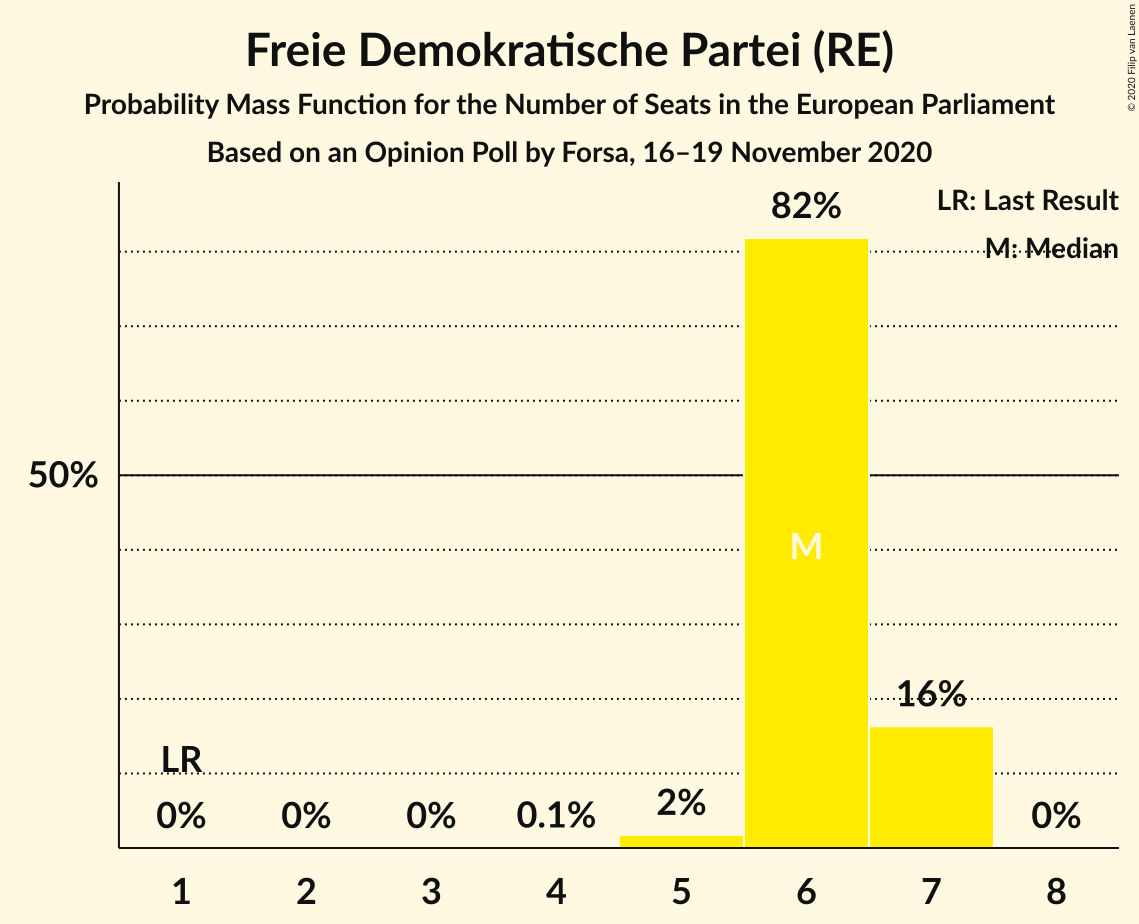 Freie Demokratische Partei (RE)
Probability Mass Function for the Number of Seats in the European Parliament
Based on an Opinion Poll by Forsa, 16–19 November 2020
© 2020 Filip van Laenen
LR: Last Result
M: Median
82%
50%
M
16%
LR
0%
0%
0%
0.1%
2%
0%
1 2 3 4 5 6 7 8